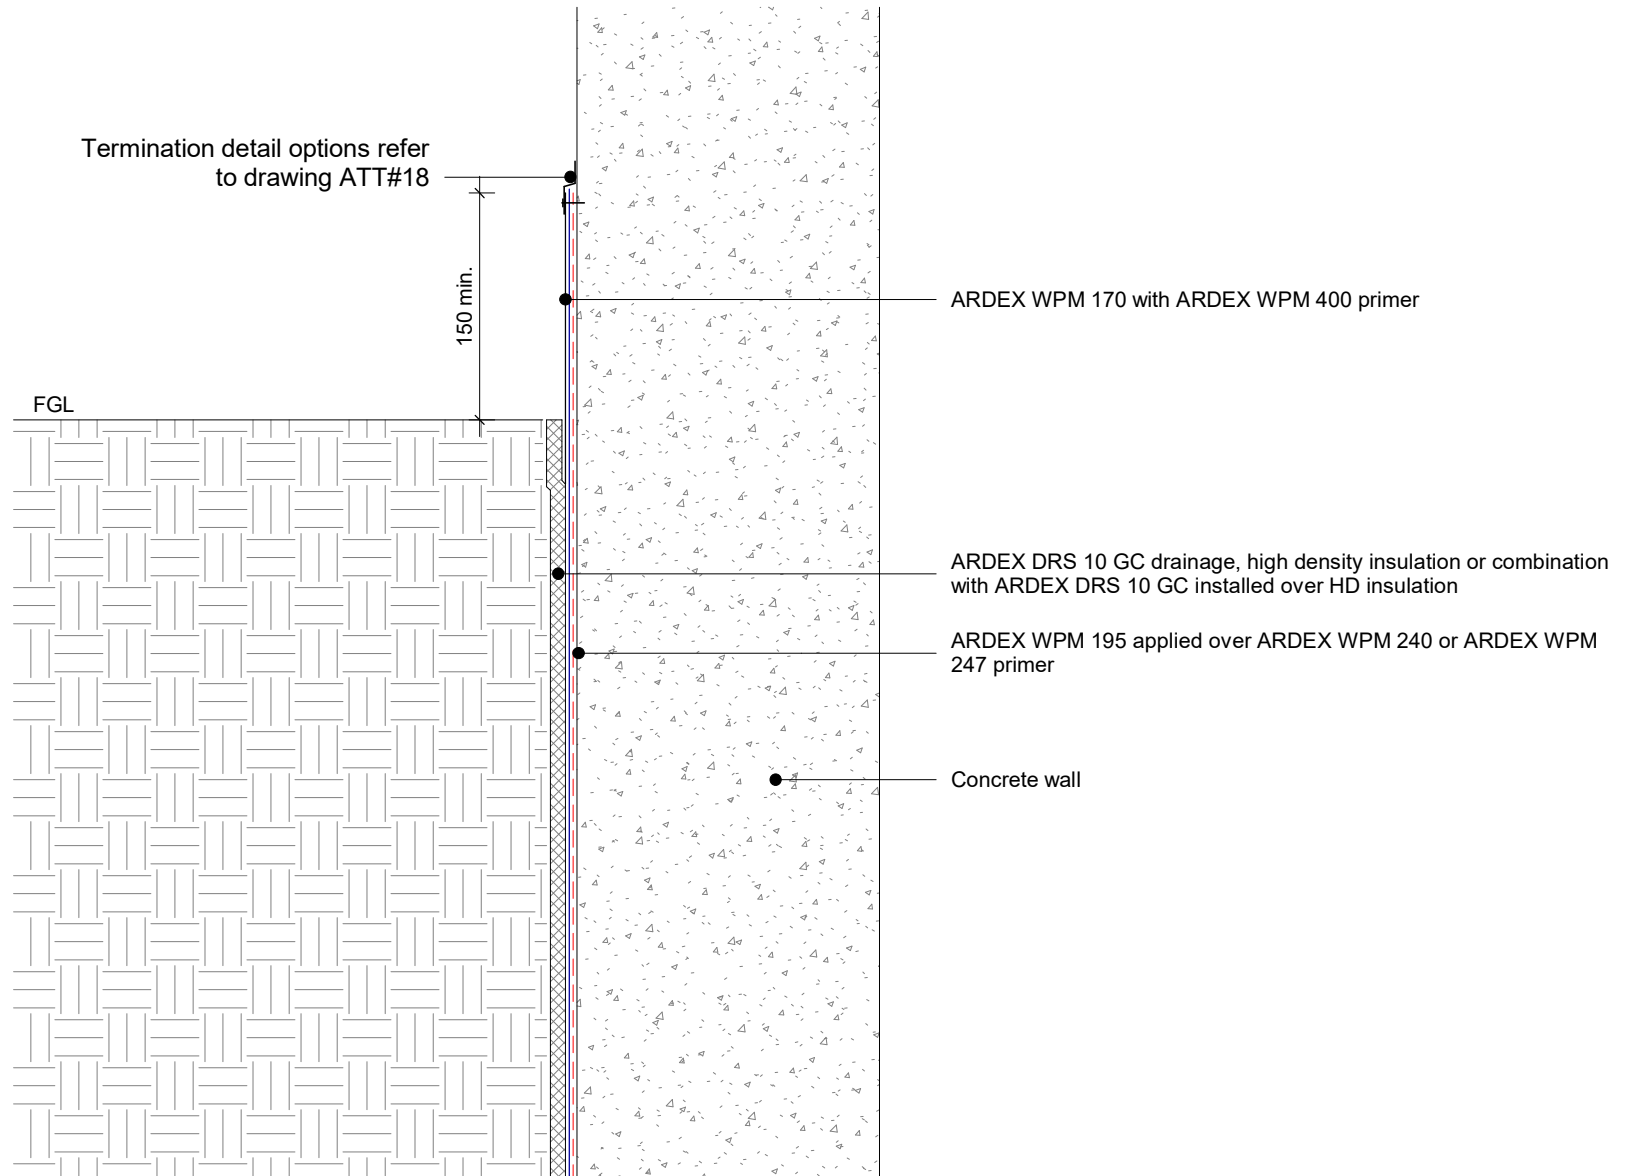 Termination detail options refer
to drawing ATT#18
150 min.
ARDEX WPM 170 with ARDEX WPM 400 primer
FGL
ARDEX DRS 10 GC drainage, high density insulation or combination
with ARDEX DRS 10 GC installed over HD insulation
ARDEX WPM 195 applied over ARDEX WPM 240 or ARDEX WPM
247 primer
Concrete wall